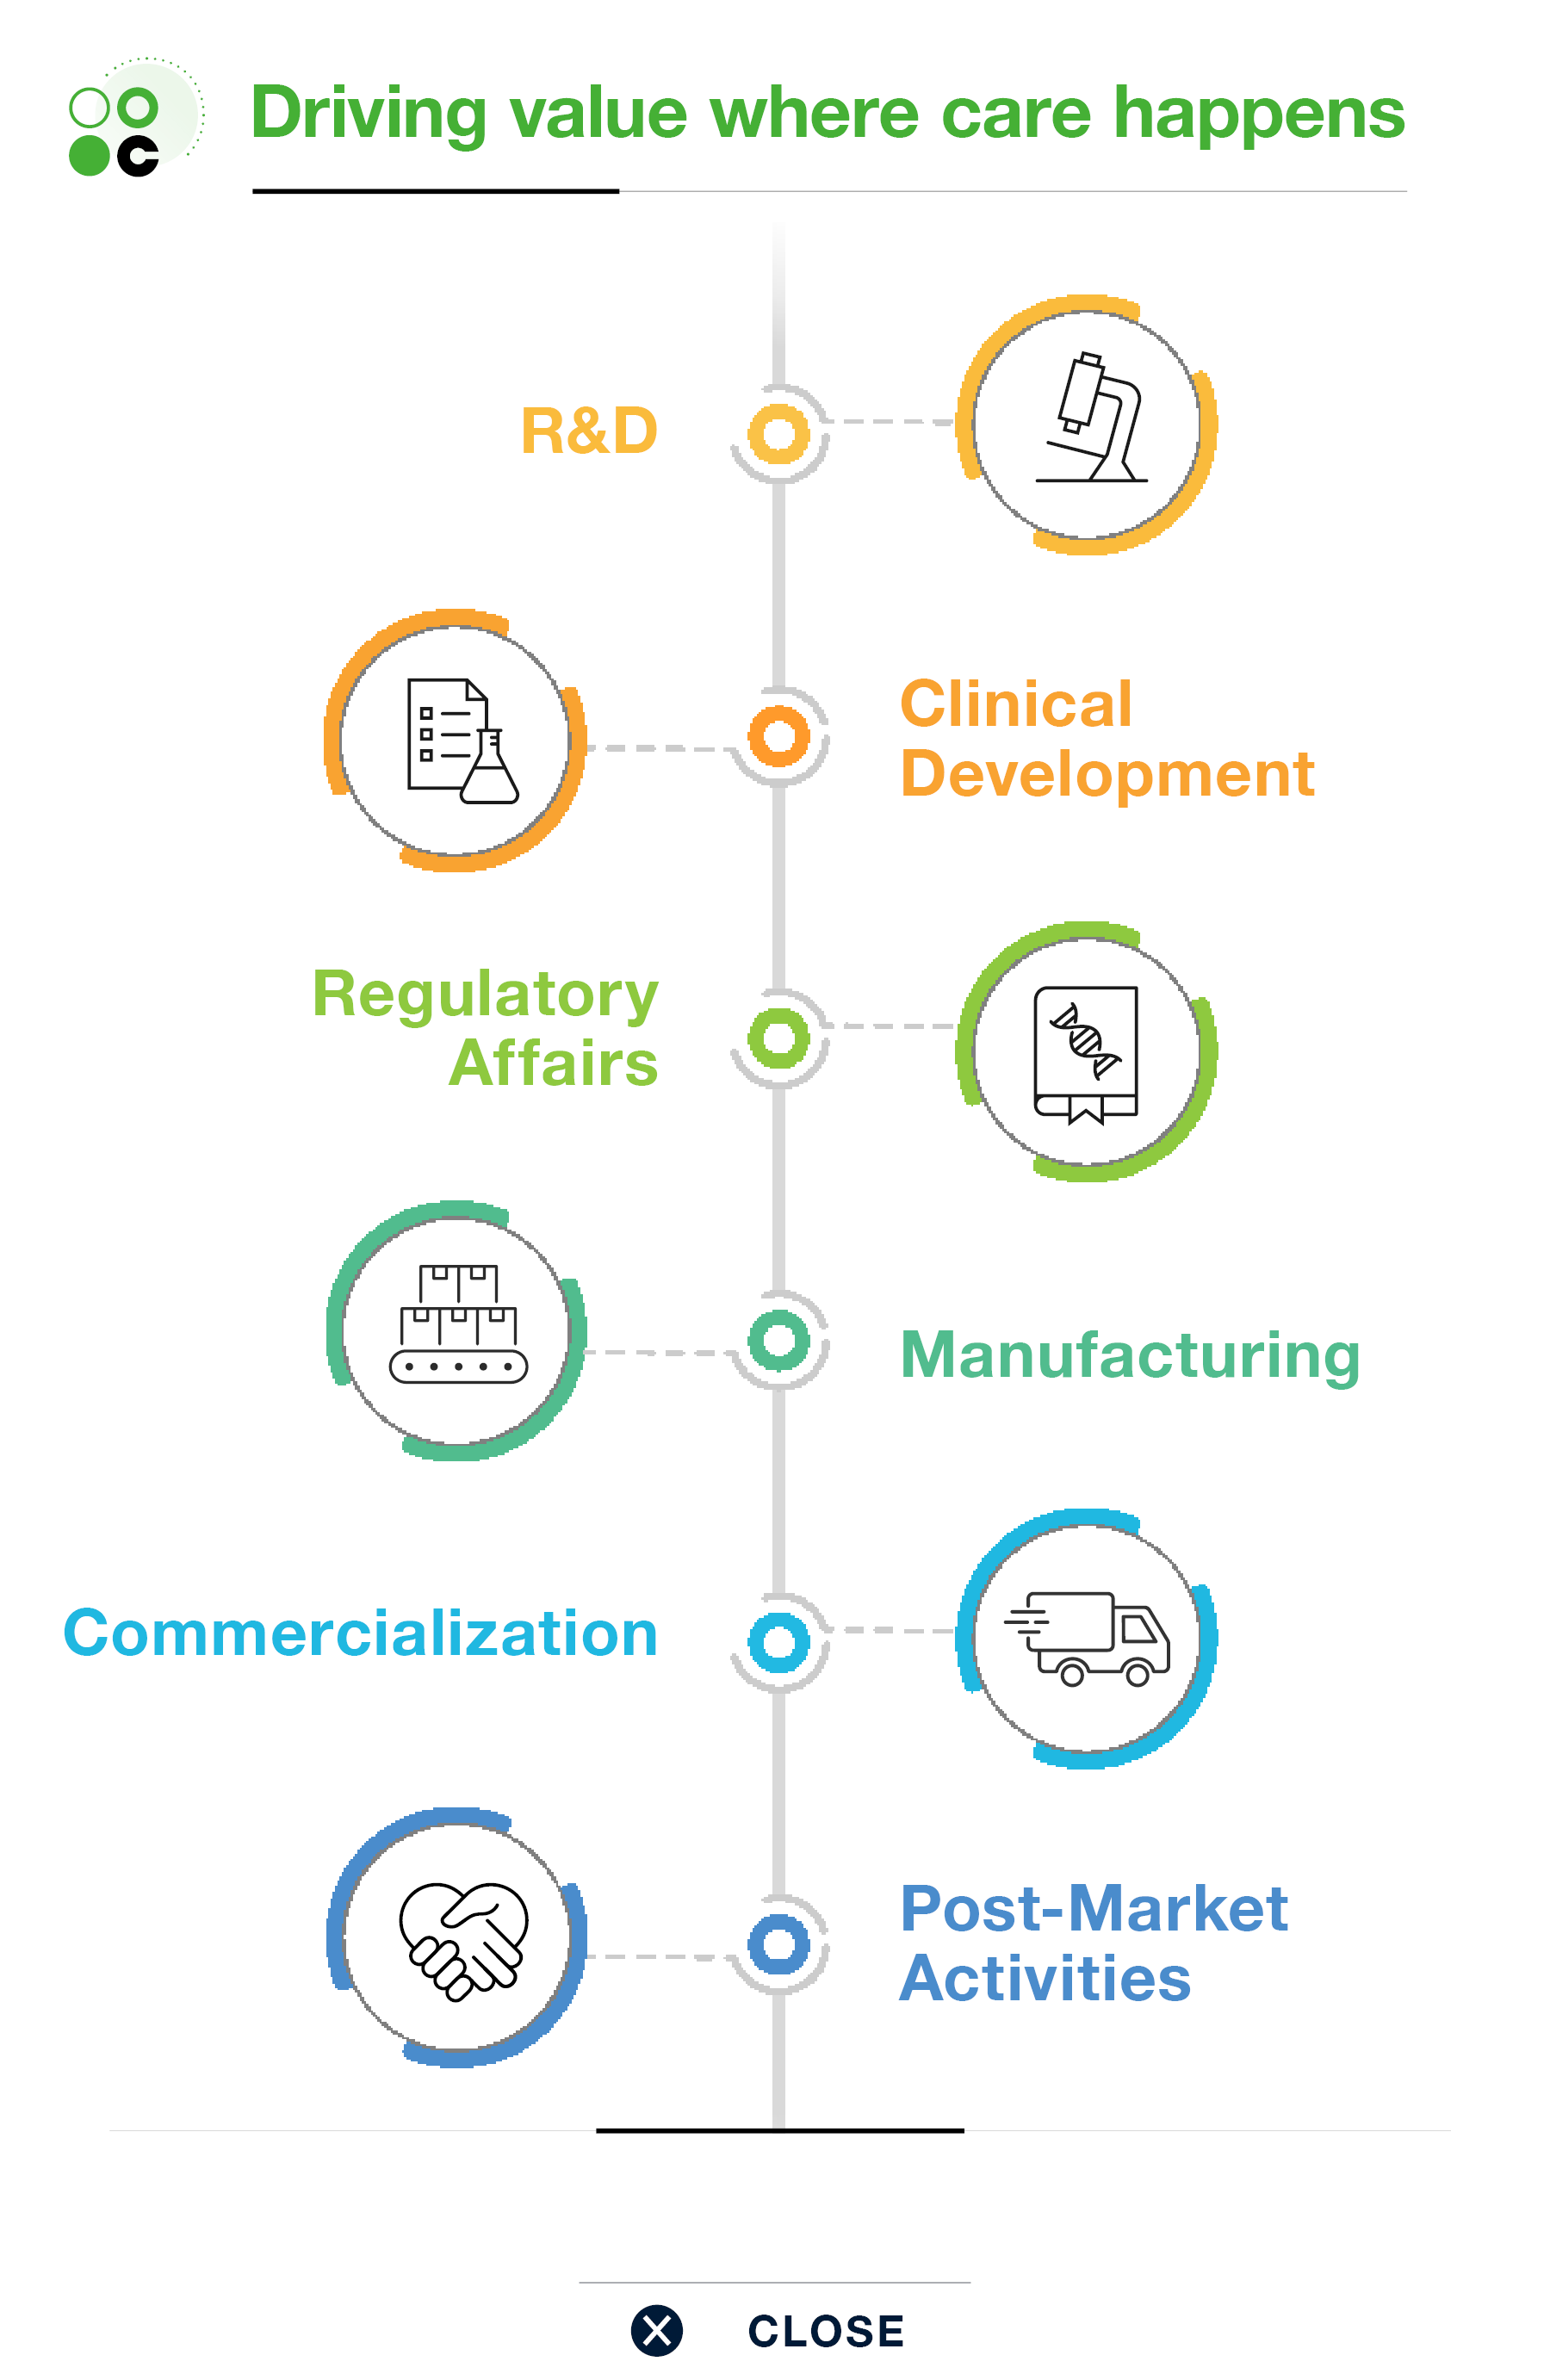 Driving value where care happens
R&D
Clinical
Development
Regulatory
Affairs
Manufacturing
Commercialization
Post-Market
Activities
CLOSE